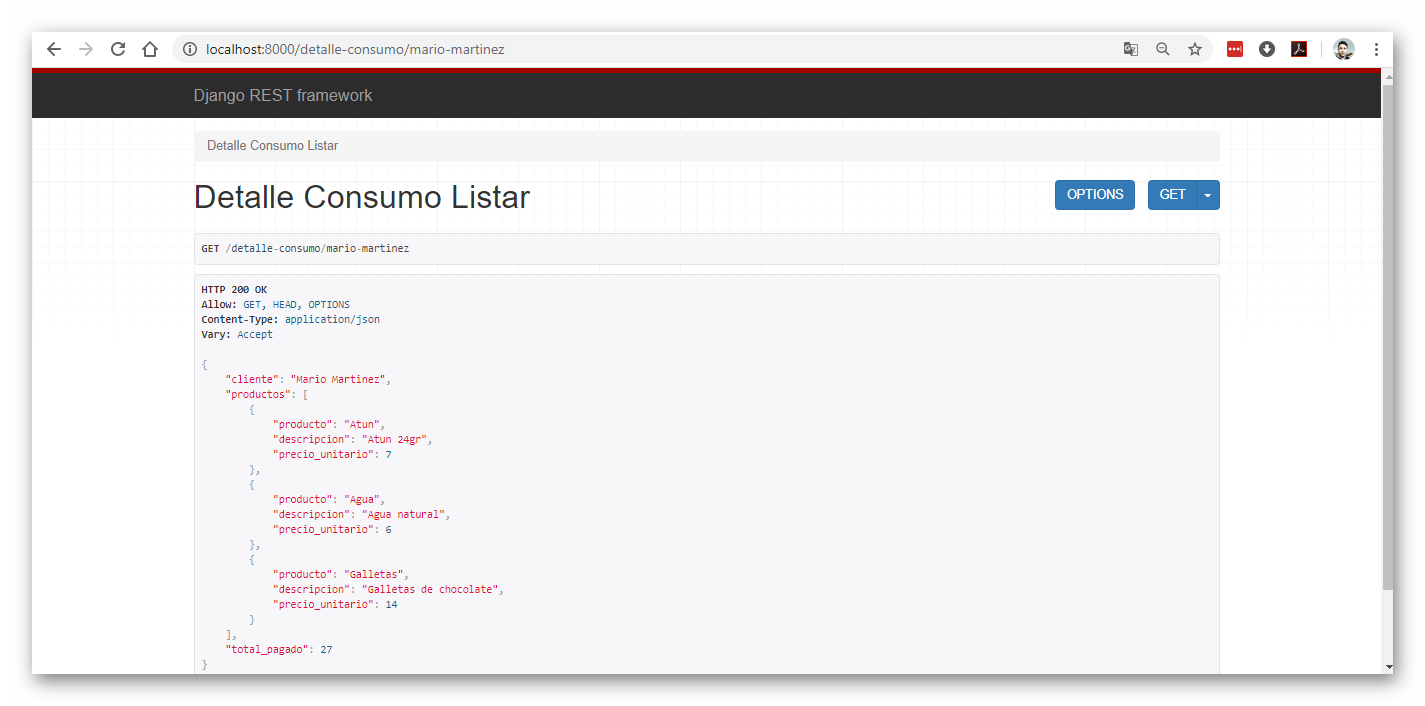 localhost:8000/detalle-consumo/mario-martinez
Django REST framework
Detalle Consumo Listar
Detalle Consumo Listar
OPTIONS
GET
GET /detalle-consumo/mario-martinez
HTTP 200 OK
Allow: GET, HEAD, OPTIONS
Content-Type: application/json
Vary: Accept
{
    "cliente": "Mario Martinez",
    "productos": [
        {
            "producto": "Atun",
            "descripcion": "Atun 24gr",
            "precio_unitario": 7
        },
        {
            "producto": "Agua",
            "descripcion": "Agua natural",
            "precio_unitario": 6
        },
        {
            "producto": "Galletas",
            "descripcion": "Galletas de chocolate",
            "precio_unitario": 14
        }
    ],
    "total_pagado": 27
}